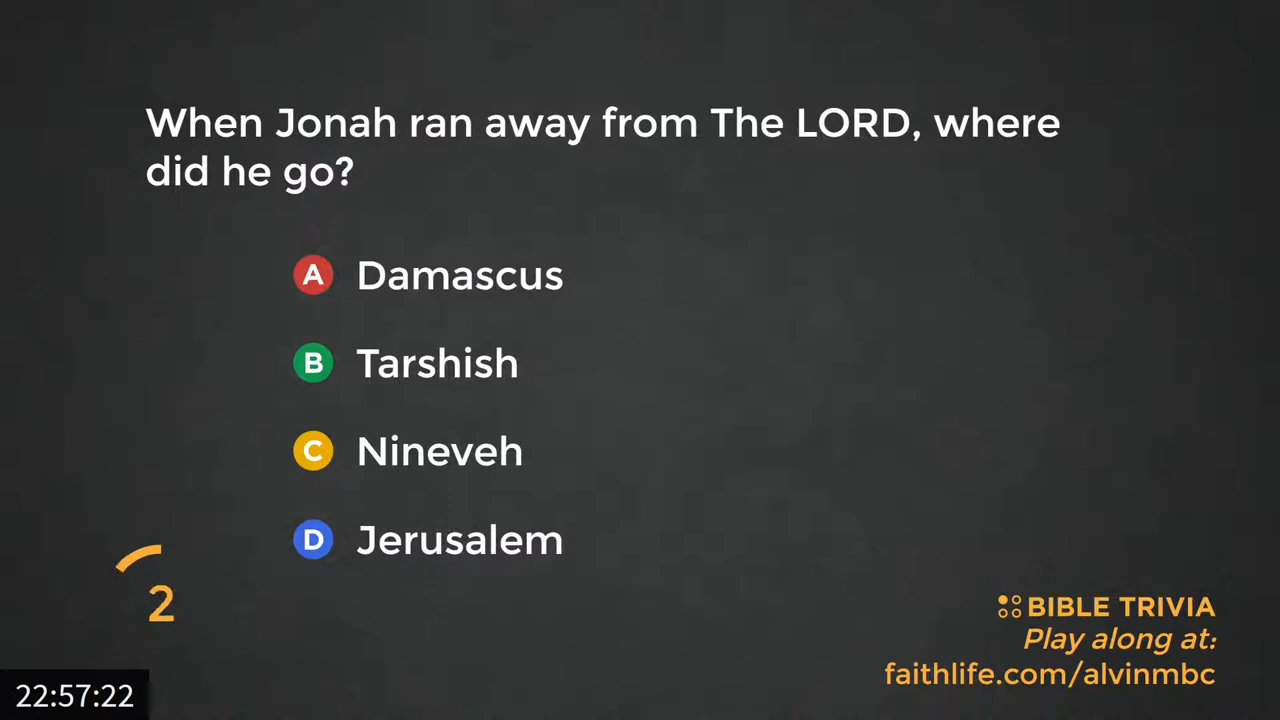 When Jonah ran away from The LORD, where
did he go?
A Damascus
B Tarshish
C Nineveh
D Jerusalem
2
BIBLE TRIVIA
Play along at:
faithlife.com/alvinmbc
22:57:22